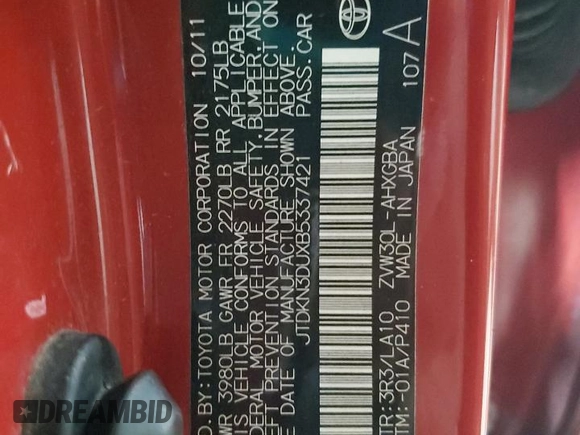 D. BY: TOYOTA MOTOR CORPORATION 10/11
WR 3980LB GAWR FR 2270LB RR 2175LB
IS VEHICLE CONFORMS TO ALL APPLICABLE
DERAL MOTOR VEHICLE SAFETY, BUMPER, AND
EFT PREVENTION STANDARDS IN EFFECT ON
E DATE OF MANUFACTURE SHOWN ABOVE.
JTDKN3DUXB5337421 PASS. CAR
TR: 3R3/LA10 ZVW30L-AHXGBA
TM: -01A/P410 MADE IN JAPAN
107 A
DREAMBID